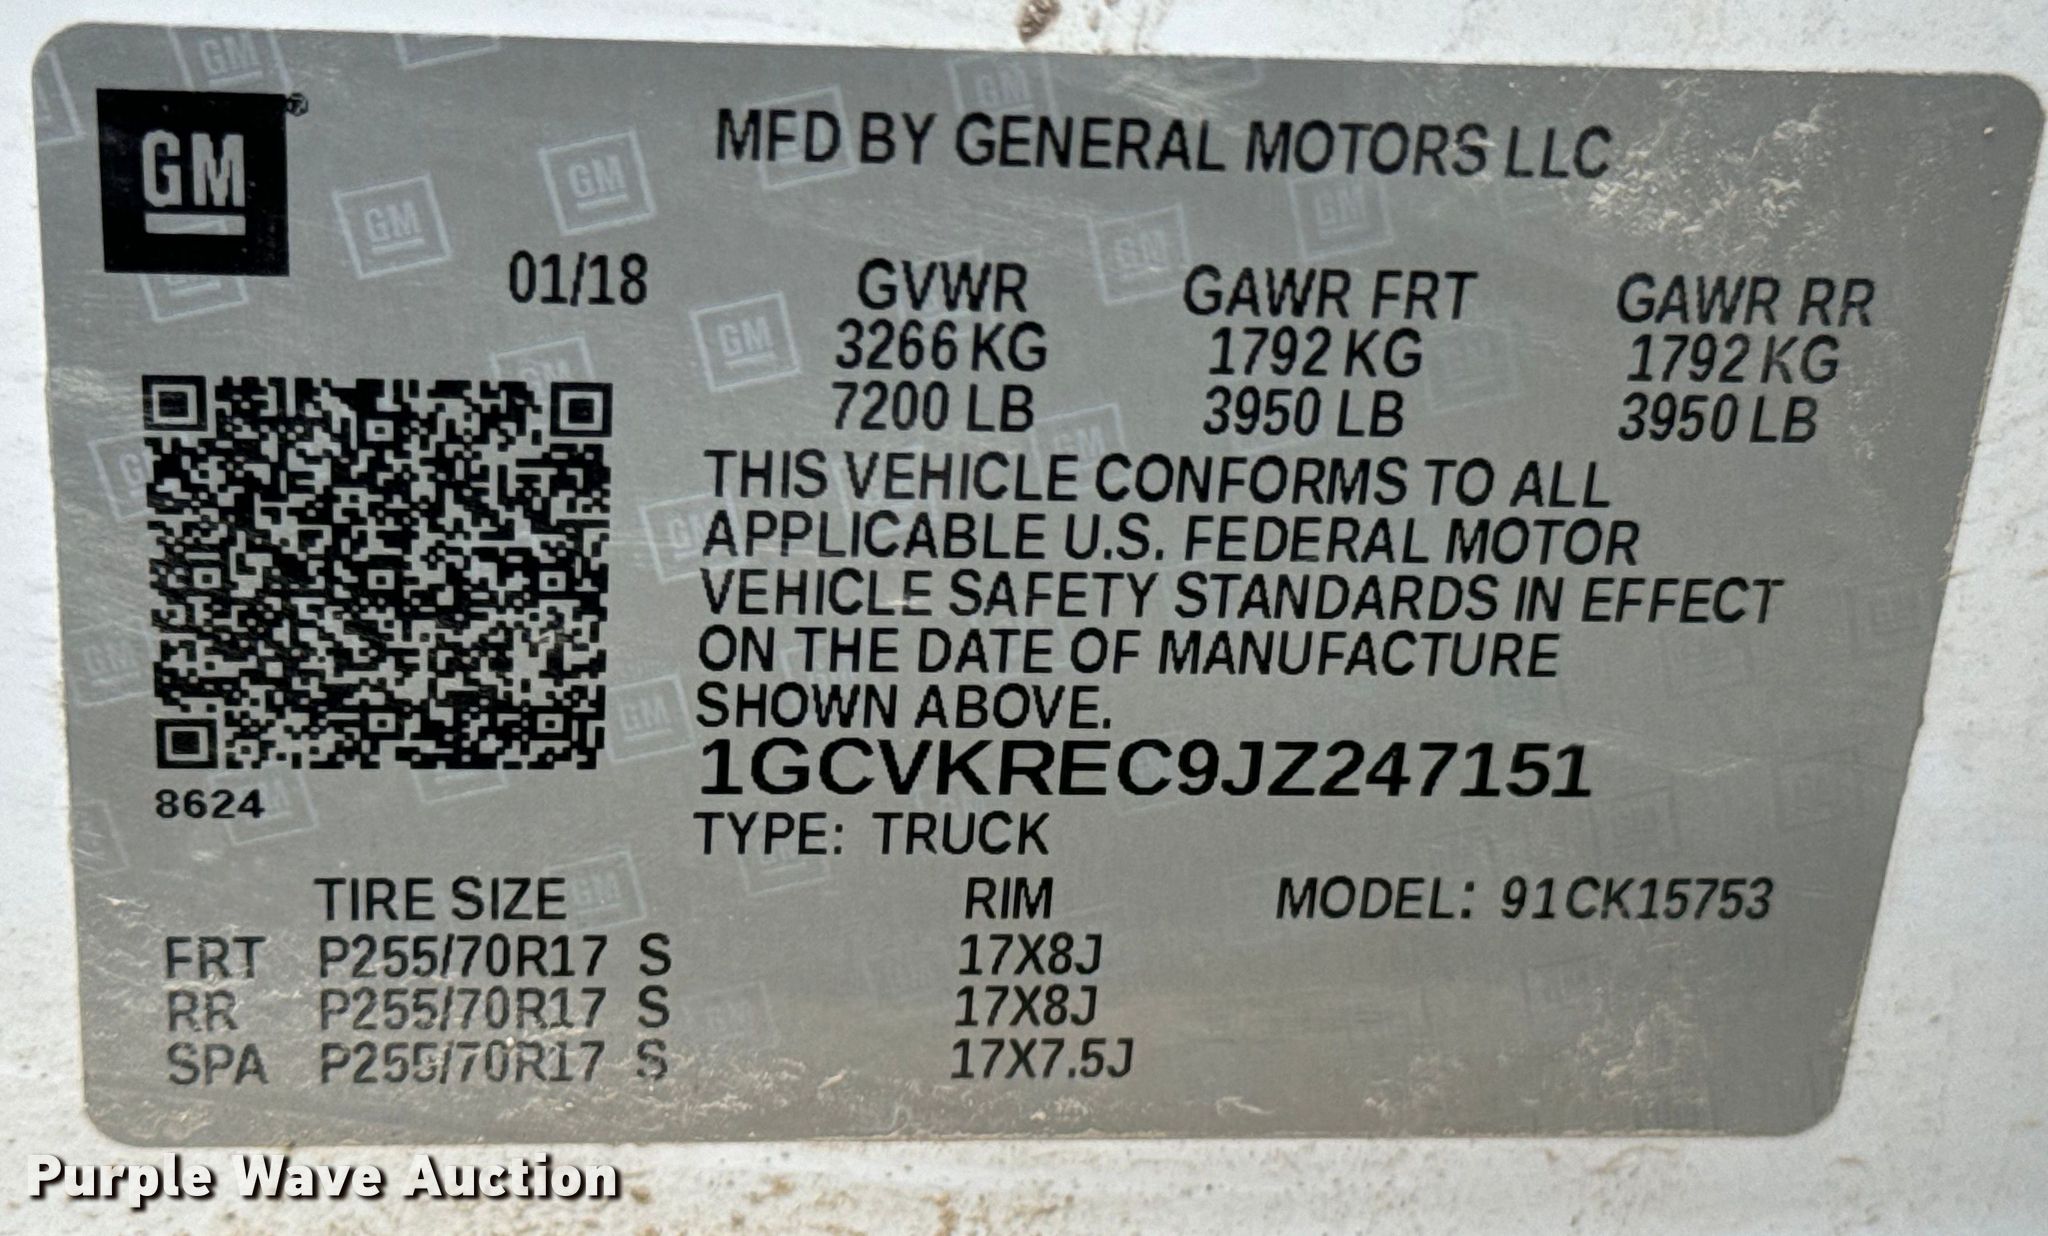 GM
MFD BY GENERAL MOTORS LLC
01/18 GVWR GAWR FRT GAWR RR
3266 KG 1792 KG 1792 KG
7200 LB 3950 LB 3950 LB
THIS VEHICLE CONFORMS TO ALL
APPLICABLE U.S. FEDERAL MOTOR
VEHICLE SAFETY STANDARDS IN EFFECT
ON THE DATE OF MANUFACTURE
SHOWN ABOVE.
1GCVKREC9JZ247151
8624
TYPE: TRUCK
TIRE SIZE RIM MODEL: 91CK15753
FRT P255/70R17 S 17X8J
RR P255/70R17 S 17X8J
SPA P255/70R17 S 17X7.5J
Purple Wave Auction